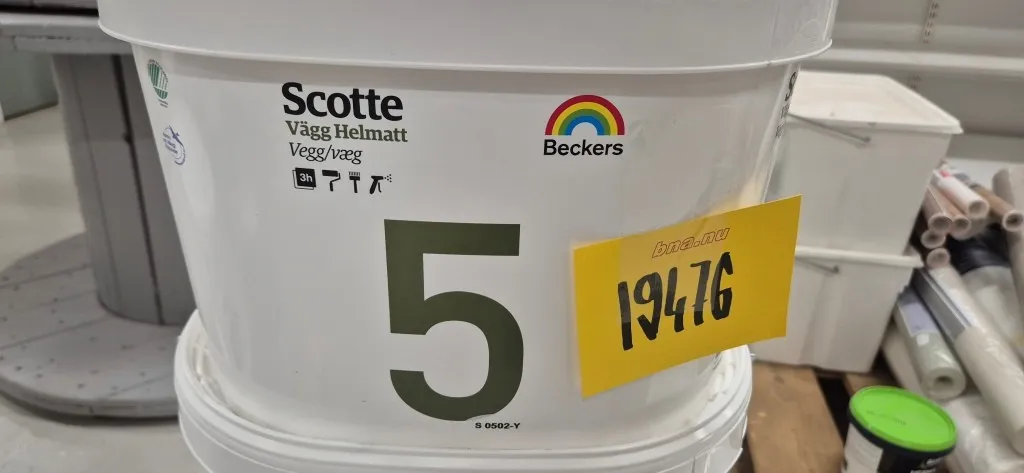 Scotte
Vägg Helmatt
Vegg/væg
3h
Beckers
5
S 0502-Y
bna.nu
19476